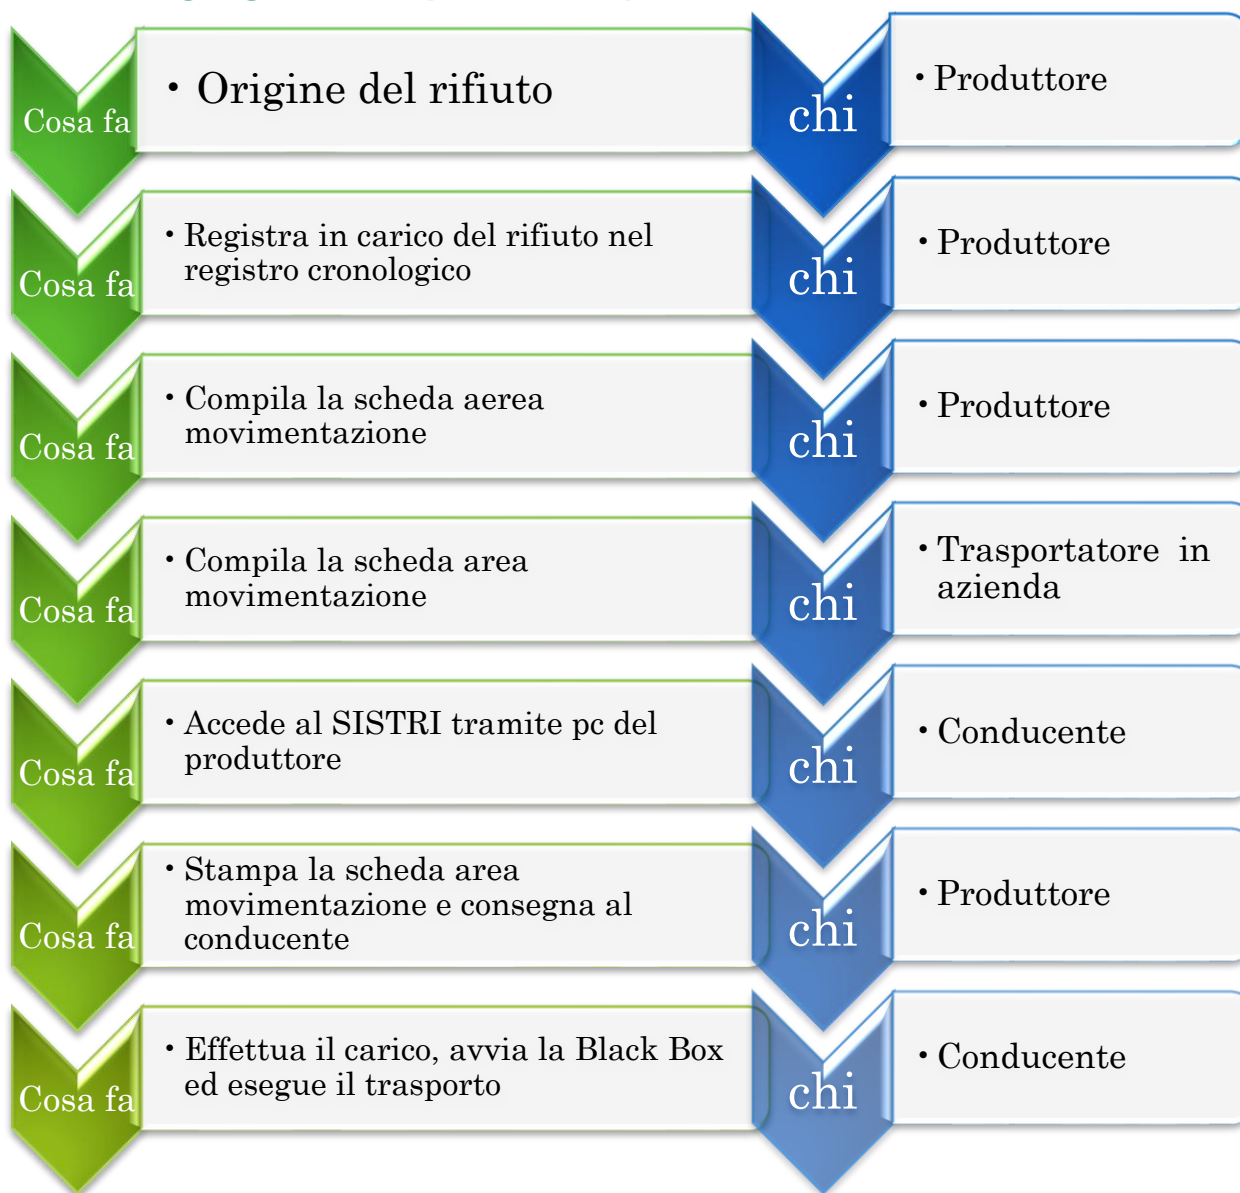 Cosa fa
• Origine del rifiuto
chi
• Produttore
Cosa fa
• Registra in carico del rifiuto nel
registro cronologico
chi
• Produttore
Cosa fa
• Compila la scheda aerea
movimentazione
chi
• Produttore
Cosa fa
• Compila la scheda area
movimentazione
chi
• Trasportatore in
azienda
Cosa fa
• Accede al SISTRI tramite pc del
produttore
chi
• Conducente
Cosa fa
• Stampa la scheda area
movimentazione e consegna al
conducente
chi
• Produttore
Cosa fa
• Effettua il carico, avvia la Black Box
ed esegue il trasporto
chi
• Conducente